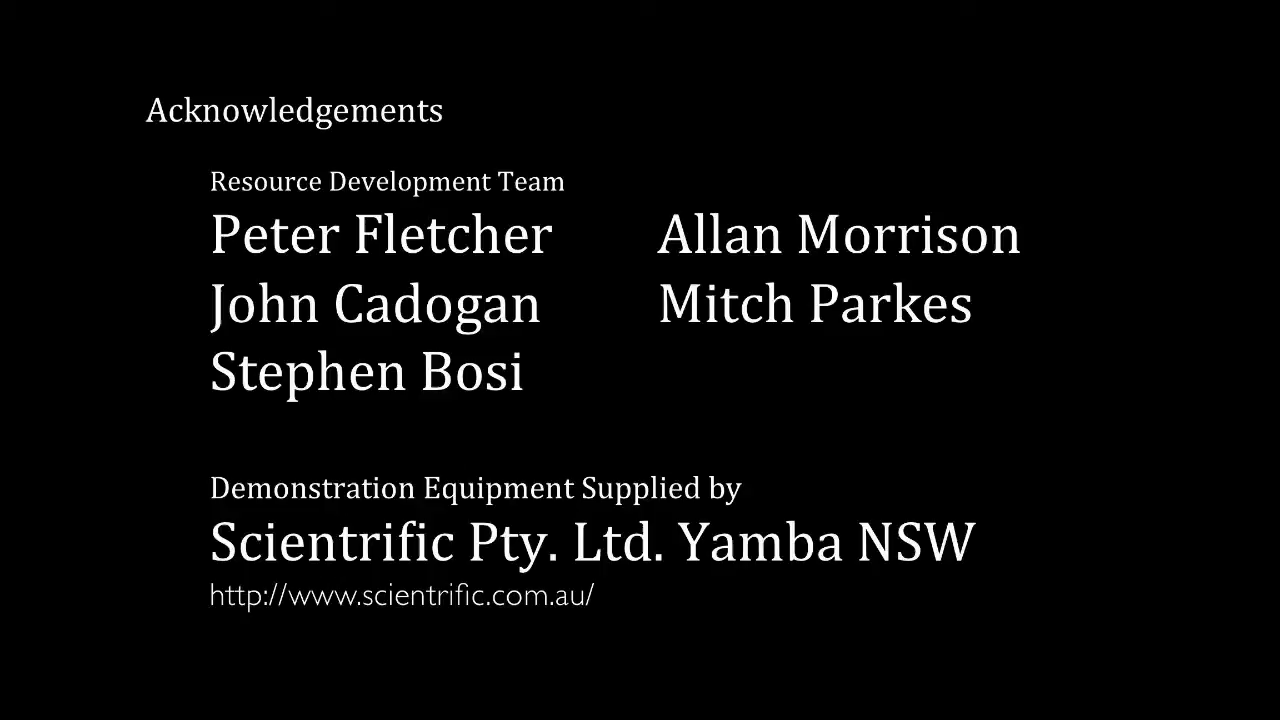 Acknowledgements
Resource Development Team
Peter Fletcher
Allan Morrison
John Cadogan
Mitch Parkes
Stephen Bosi
Demonstration Equipment Supplied by
Scientrific Pty. Ltd. Yamba NSW
http://www.scientrific.com.au/